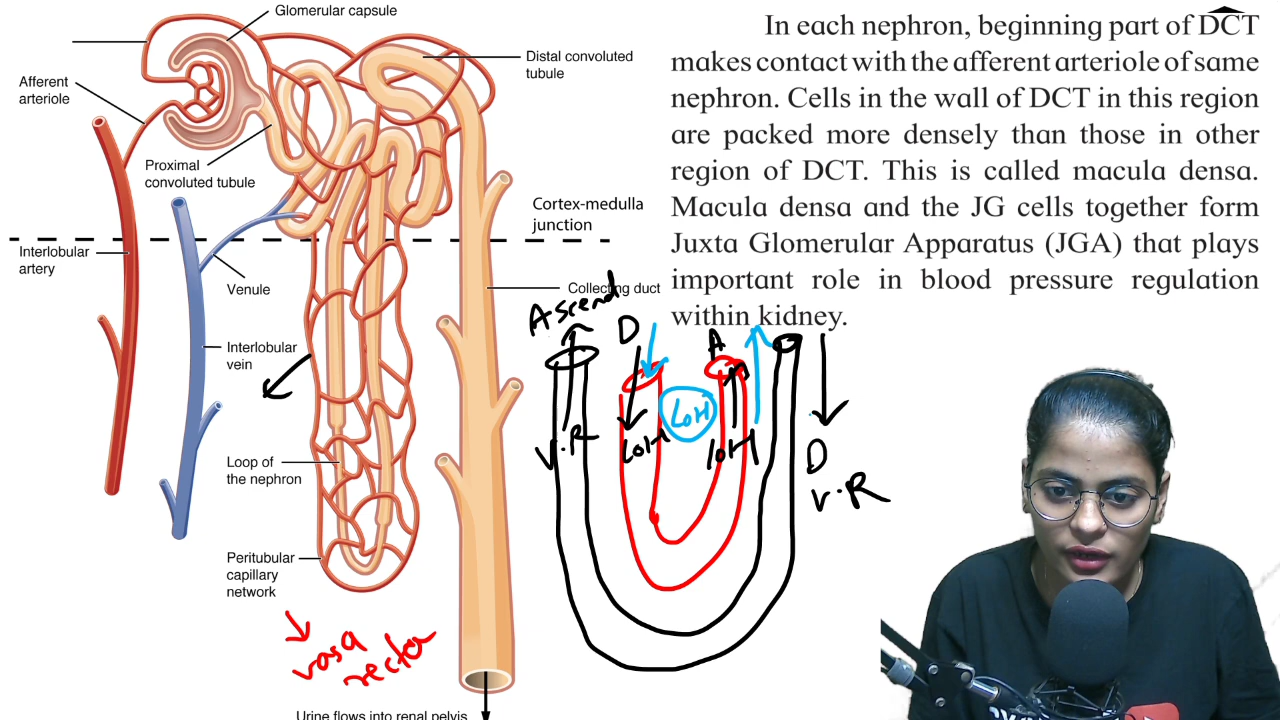 Glomerular capsule
Afferent
arteriole
Proximal
convoluted tubule
Distal convoluted
tubule
Cortex-medulla
junction
Interlobular
artery
Venule
Collecting duct
Interlobular
vein
Loop of
the nephron
Peritubular
capillary
network
Urine flows into renal pelvis
vasa
recta
In each nephron, beginning part of DCT
makes contact with the afferent arteriole of same
nephron. Cells in the wall of DCT in this region
are packed more densely than those in other
region of DCT. This is called macula densa.
Macula densa and the JG cells together form
Juxta Glomerular Apparatus (JGA) that plays
important role in blood pressure regulation
within kidney.
Ascend
D
A
V.R
LoH
LoH
LoH
D
V.R